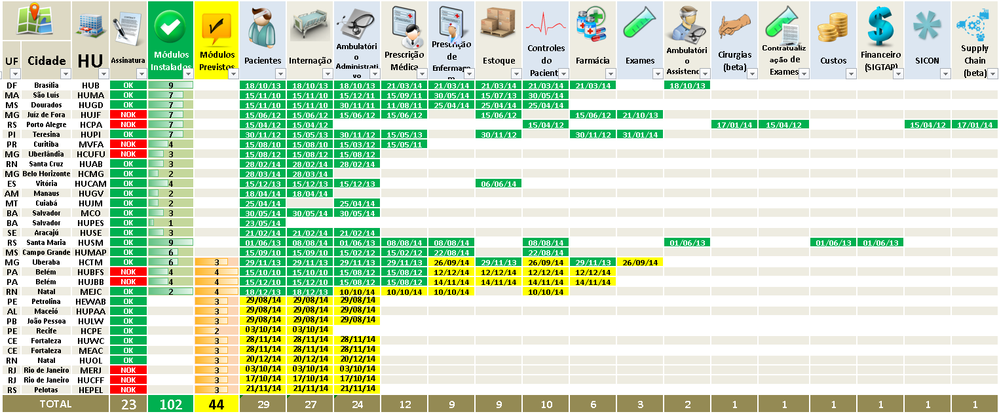 UF Cidade HU Assinatura Módulos Instalados Módulos Previstos Pacientes Internação Ambulatório Administrativo Prescrição Médica Prescrição de Enfermagem Estoque Controles do Pacient Farmácia Exames Ambulatório Assistenc Cirurgias (beta) Contratualização de Exames Custos Financeiro (SIGTAP) SICON Supply Chain (beta)
CONTRACT
DF Brasília HUB OK 9 18/10/13 18/10/13 18/10/13 21/03/14 21/03/14 21/03/14 21/03/14 21/03/14 18/10/13
MA São Luís HUMA OK 7 15/11/10 15/11/10 15/12/11 15/09/11 30/05/14 15/07/13 30/05/14
MS Dourados HUGD OK 7 15/11/10 15/11/10 30/11/11 11/08/11 25/04/14 25/04/14 25/04/14
MG Juíz de Fora HUJF NOK 7 15/06/12 15/06/12 15/06/12 15/06/12 15/06/12 15/06/12 21/10/13
RS Porto Alegre HCPA NOK 7 15/04/12 15/04/12 15/04/12 17/01/14 15/04/12 15/04/12 17/01/14
PI Teresina HUPI OK 7 30/11/12 15/05/13 30/11/12 15/05/13 30/11/12 30/11/12 31/01/14
PR Curitiba MVFA NOK 4 15/08/10 15/08/10 15/03/12 15/05/11
MG Uberlândia HCUFU NOK 3 15/08/12 15/08/12 15/08/12
RN Santa Cruz HUAB OK 3 28/02/14 28/02/14 28/02/14
MG Belo Horizonte HCMG OK 2 28/03/14 28/03/14
ES Vitória HUCAM OK 4 15/12/13 15/12/13 15/12/13 06/06/14
AM Manaus HUGV OK 2 18/04/14 18/04/14
MT Cuiabá HUJM OK 2 25/04/14 25/04/14
BA Salvador MCO OK 3 30/05/14 30/05/14 30/05/14
BA Salvador HUPES OK 1 23/05/14
SE Aracajú HUSE OK 3 21/02/14 21/02/14 21/02/14
RS Santa Maria HUSM OK 9 01/06/13 08/08/14 01/06/13 08/08/14 08/08/14 08/08/14 01/06/13 01/06/13 01/06/13
MS Campo Grande HUMAP OK 6 15/09/10 15/09/10 15/02/12 15/02/12 22/08/14 22/08/14
MG Uberaba HCTM OK 6 3 29/11/13 29/11/13 29/11/13 29/11/13 26/09/14 29/11/13 26/09/14 29/11/13 26/09/14
PA Belém HUBFS NOK 4 4 15/10/10 15/10/10 15/08/12 15/08/12 12/12/14 12/12/14 12/12/14 12/12/14
PA Belém HUJBB NOK 4 4 15/12/10 15/12/10 15/08/12 15/08/12 14/11/14 14/11/14 14/11/14 14/11/14
RN Natal MEJC OK 2 4 18/12/13 18/12/13 10/10/14 10/10/14 10/10/14 10/10/14
PE Petrolina HEWAB OK 3 29/08/14 29/08/14 29/08/14
AL Maceió HUPAA OK 3 29/08/14 29/08/14 29/08/14
PB João Pessoa HULW OK 3 29/08/14 29/08/14 29/08/14
PE Recife HCPE OK 2 03/10/14 03/10/14
CE Fortaleza HUWC OK 3 28/11/14 28/11/14 28/11/14
CE Fortaleza MEAC OK 3 28/11/14 28/11/14 28/11/14
RN Natal HUOL OK 3 20/12/14 20/12/14 20/12/14
RJ Rio de Janeiro MERJ NOK 3 03/10/14 03/10/14 03/10/14
RJ Rio de Janeiro HUCFF NOK 3 17/10/14 17/10/14 17/10/14
RS Pelotas HEPEL NOK 3 21/11/14 21/11/14 21/11/14
TOTAL 23 102 44 29 27 24 12 9 9 10 6 3 2 1 1 1 1 1 1